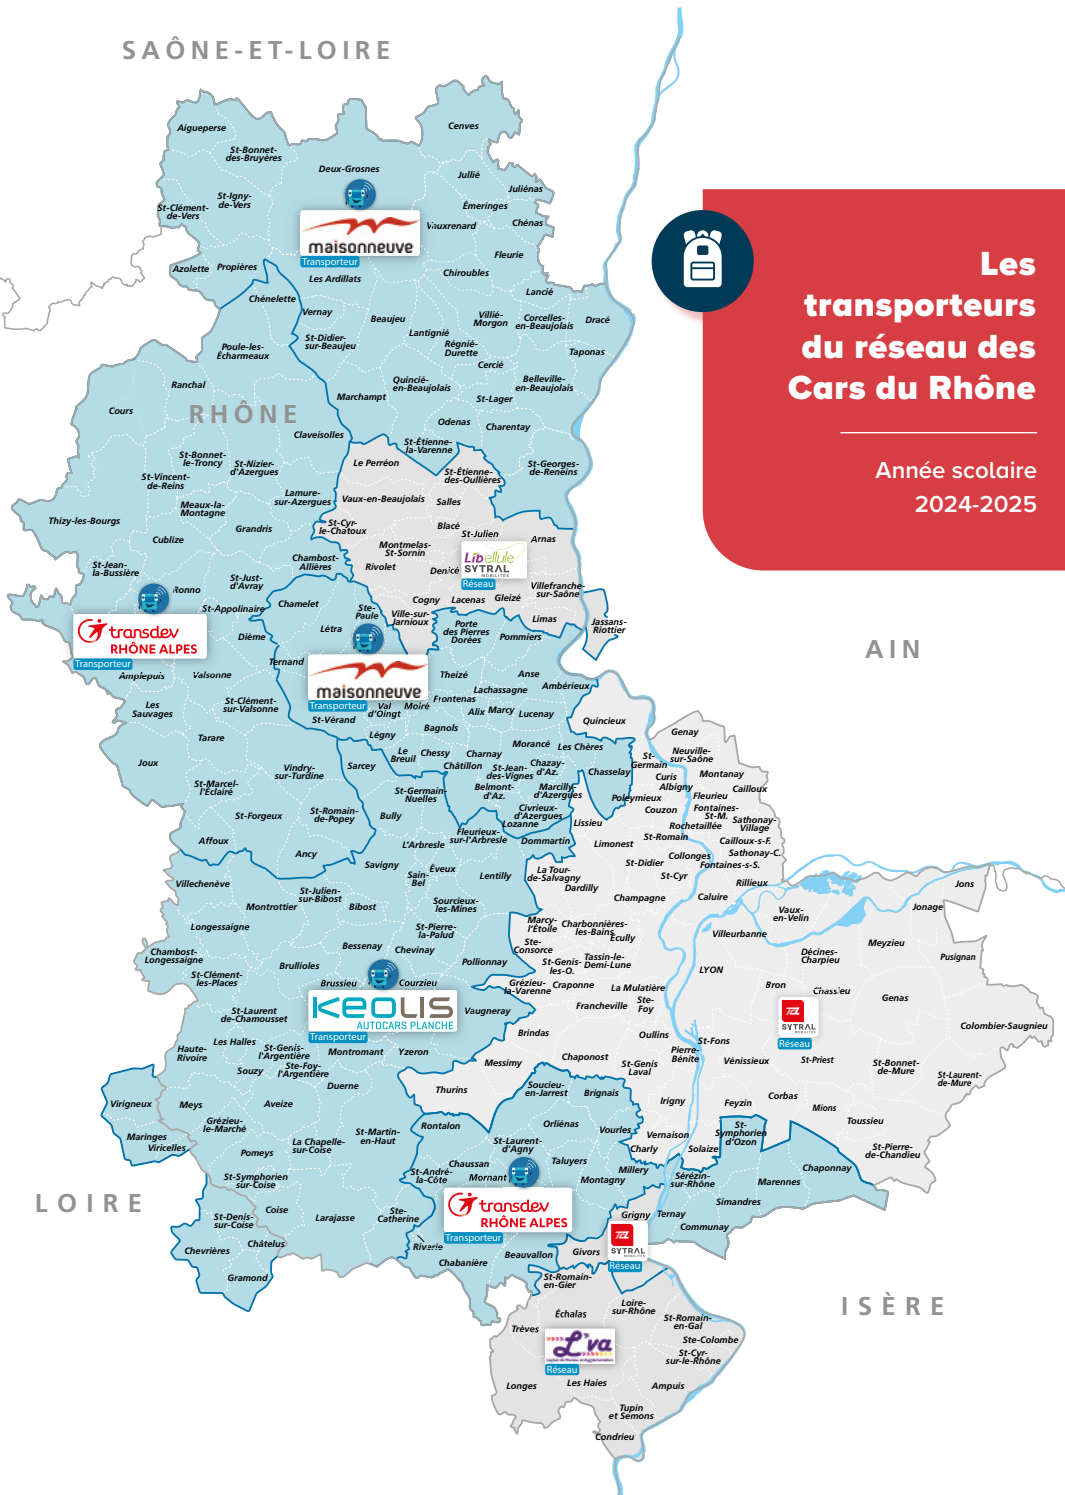 SAÔNE-ET-LOIRE
Aigueperse
St-Bonnet-
des-Bruyères
Cenves
Deux-Grosnes
Jullié
Juliénas
St-Igny-
de-Vers
St-Clément-
de-Vers
Émeringes
Vauxrenard
Chénas
maisonneuve
Transporteur
Fleurie
Azolette
Propières
Les Ardillats
Chiroubles
Chénelette
Lancié
Vernay
Beaujeu
Villié-
Morgon
Corcelles-
en-Beaujolais
Dracé
Lantignié
St-Didier-
sur-Beaujeu
Régnié-
Durette
Poule-les-
Écharmeaux
Taponas
Cercié
Ranchal
Quincié-
en-Beaujolais
Belleville-
en-Beaujolais
Marchampt
St-Lager
Cours
RHÔNE
Odenas
Charentay
Claveisolles
St-Étienne-
la-Varenne
St-Bonnet-
le-Troncy
St-Nizier-
d'Azergues
Le Perréon
St-Étienne-
des-Oullières
St-Georges-
de-Reneins
St-Vincent-
de-Reins
Lamure-
sur-Azergues
Vaux-en-Beaujolais
Salles
Meaux-la-
Montagne
Thizy-les-Bourgs
Grandris
St-Cyr-
le-Chatoux
Blacé
St-Julien
Arnas
Cublize
Montmelas-
St-Sornin
Libellule
SYTRAL
MOBILITÉS
Réseau
Chambost-
Allières
Rivolet
Denicé
St-Jean-
la-Bussière
St-Just-
d'Avray
Villefranche-
sur-Saône
Ronno
Chamelet
Cogny
Lacenas
Gleizé
St-Appolinaire
Ste-
Paule
Ville-sur-
Jarnioux
Limas
Jassans-
Riottier
transdev
RHÔNE ALPES
Transporteur
Létra
Porte
des Pierres
Dorées
Pommiers
Dième
Ternand
maisonneuve
Transporteur
Amplepuis
Valsonne
Theizé
Anse
Ambérieux
Lachassagne
Frontenas
Les
Sauvages
St-Clément-
sur-Valsonne
St-Vérand
Val
d'Oingt
Moiré
Alix
Marcy
Lucenay
Quincieux
Bagnols
Genay
Tarare
Légny
Morancé
Les Chères
Le
Breuil
Chessy
Charnay
Neuville-
sur-Saône
Joux
Vindry-
sur-Turdine
Sarcey
Châtillon
St-Jean-
des-Vignes
Chazay-
d'Az.
Chasselay
St-
Germain
Curis
Albigny
Montanay
St-Marcel-
l'Éclairé
St-Germain-
Nuelles
Belmont-
d'Az.
Marcilly-
d'Azergues
Poleymieux
Fleurieu
Cailloux
St-Forgeux
St-Romain-
de-Popey
Bully
Civrieux-
d'Azergues
Lozanne
Lissieu
Couzon
Fontaines-
St-M.
Rochetaillée
Sathonay-
Village
Affoux
L'Arbresle
Fleurieux-
sur-l'Arbresle
Dommartin
Limonest
St-Romain
Cailloux-s-F.
Ancy
Savigny
Sain-
Bel
Éveux
Lentilly
La Tour-
de-Salvagny
Dardilly
St-Didier
Collonges
Sathonay-C.
Fontaines-s-S.
St-Cyr
Villechenève
St-Julien-
sur-Bibost
Rillieux
Jons
Montrottier
Bibost
Sourcieux-
les-Mines
Champagne
Caluire
Jonage
Longessaigne
St-Pierre-
la-Palud
Marcy-
l'Étoile
Charbonnières-
les-Bains
Écully
Vaux-
en-Velin
Villeurbanne
Bessenay
Chevinay
Ste-
Consorce
Meyzieu
Chambost-
Longessaigne
Brullioles
Pollionnay
St-Genis-
les-O.
Tassin-le-
Demi-Lune
Décines-
Charpieu
Pusignan
LYON
St-Clément-
les-Places
Brussieu
Courzieu
Grézieu-
la-Varenne
Craponne
La Mulatière
Bron
Chassieu
Genas
KEOLIS
AUTOCARS PLANCHE
Transporteur
Vaugneray
Francheville
Ste-
Foy
St-Laurent
de-Chamousset
TCL
SYTRAL
MOBILITÉS
Réseau
Colombier-Saugnieu
Brindas
Oullins
St-Fons
Haute-
Rivoire
Les Halles
St-Genis-
l'Argentière
Montromant
Yzeron
Messimy
Chaponost
Pierre-
Bénite
Vénissieux
St-Priest
St-Bonnet-
de-Mure
Souzy
Ste-Foy-
l'Argentière
St-Genis
Laval
St-Laurent-
de-Mure
Duerne
Thurins
Soucieu-
en-Jarrest
Brignais
Irigny
Feyzin
Corbas
Mions
Virigneux
Meys
Aveize
Rontalon
Orliénas
Vourles
Toussieu
Grézieu-
le-Marché
St-Martin-
en-Haut
Vernaison
St-
Symphorien
d'Ozon
Maringes
Viricelles
La Chapelle-
sur-Coise
St-Laurent-
d'Agny
Charly
Solaize
St-Pierre-
de-Chandieu
Pomeys
St-André-
la-Côte
Chaussan
Taluyers
Millery
Chaponnay
St-Symphorien
sur-Coise
Mornant
Montagny
Sérézin-
sur-Rhône
Marennes
transdev
RHÔNE ALPES
Transporteur
Simandres
St-Denis-
sur-Coise
Coise
Larajasse
Ste-
Catherine
Grigny
Ternay
Communay
Riverie
Chevrières
Châtelus
Chabanière
Beauvallon
Givors
TCL
SYTRAL
MOBILITÉS
Réseau
Gramond
St-Romain-
en-Gier
Loire-
sur-Rhône
Échalas
St-Romain-
en-Gal
Trèves
L'va
Réseau
Ste-Colombe
St-Cyr-
sur-le-Rhône
Longes
Les Haies
Ampuis
Tupin
et Semons
Condrieu
LOIRE
AIN
ISÈRE
Les
transporteurs
du réseau des
Cars du Rhône
Année scolaire
2024-2025